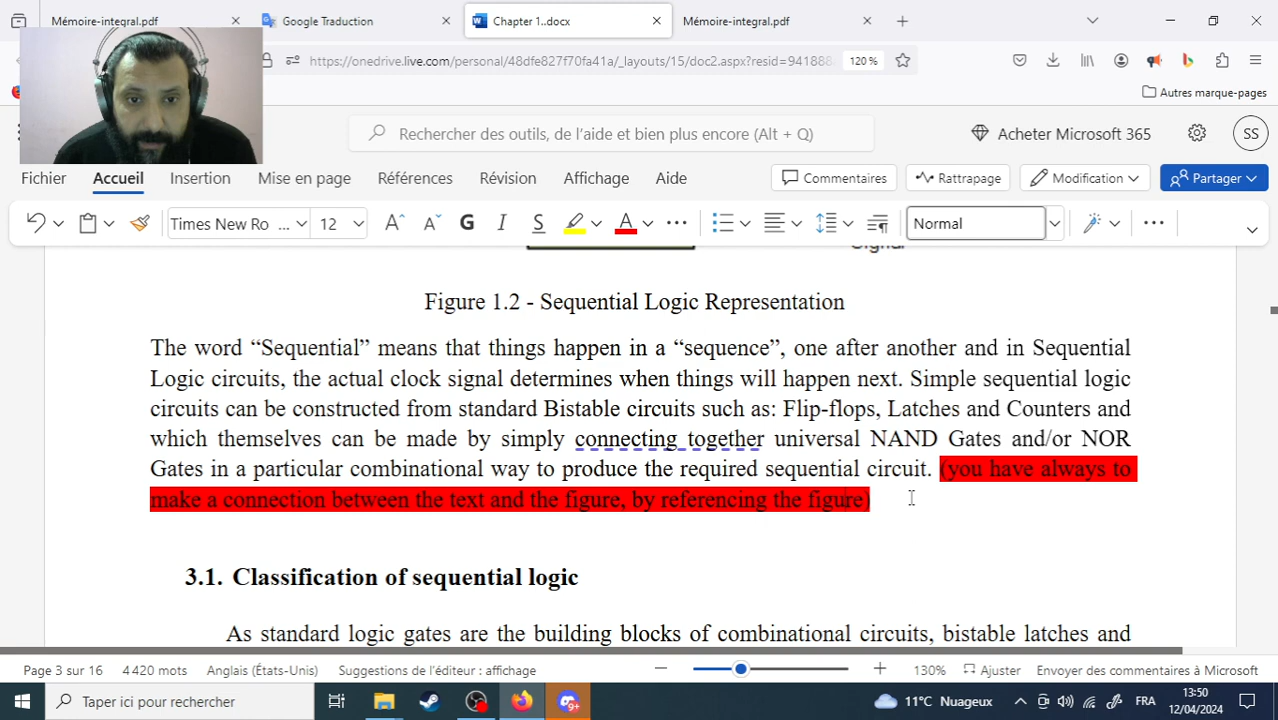 Mémoire-integral.pdf
Google Traduction
Chapter 1..docx
Mémoire-integral.pdf
https://onedrive.live.com/personal/48dfe827f70fa41a/_layouts/15/doc2.aspx?resid=941888
120 %
Autres marque-pages
Rechercher des outils, de l'aide et bien plus encore (Alt + Q)
Acheter Microsoft 365
SS
Fichier Accueil Insertion Mise en page Références Révision Affichage Aide
Commentaires Rattrapage Modification Partager
Times New Ro ... 12 A A G I S A ... Normal ...
Figure 1.2 - Sequential Logic Representation
The word “Sequential” means that things happen in a “sequence”, one after another and in Sequential
Logic circuits, the actual clock signal determines when things will happen next. Simple sequential logic
circuits can be constructed from standard Bistable circuits such as: Flip-flops, Latches and Counters and
which themselves can be made by simply connecting together universal NAND Gates and/or NOR
Gates in a particular combinational way to produce the required sequential circuit. (you have always to
make a connection between the text and the figure, by referencing the figure)
3.1. Classification of sequential logic
As standard logic gates are the building blocks of combinational circuits, bistable latches and
Page 3 sur 16 4 420 mots Anglais (États-Unis) Suggestions de l'éditeur : affichage
130% Ajuster Envoyer des commentaires à Microsoft
Taper ici pour rechercher
9+
11°C Nuageux
FRA
13:50
12/04/2024